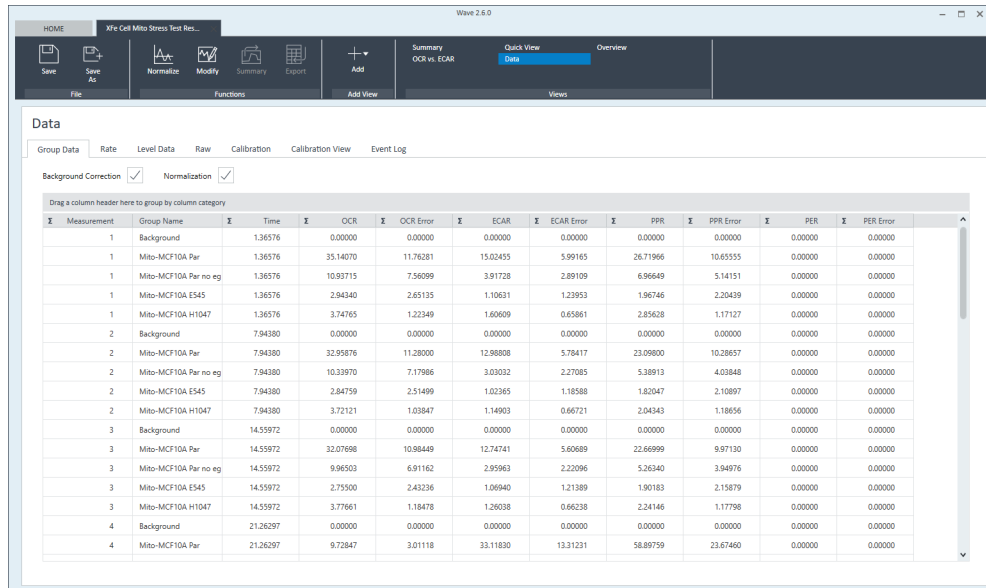 Wave 2.6.0
HOME XFe Cell Mito Stress Test Res...
Save Save As Normalize Modify Summary Export Add
Summary Quick View Overview
OCR vs. ECAR Data
File Functions Add View Views
Data
Group Data Rate Level Data Raw Calibration Calibration View Event Log
Background Correction Normalization
Drag a column header here to group by column category
Σ Measurement Group Name Σ Time Σ OCR Σ OCR Error Σ ECAR Σ ECAR Error Σ PPR Σ PPR Error Σ PER Σ PER Error
1 Background 1.36576 0.00000 0.00000 0.00000 0.00000 0.00000 0.00000 0.00000 0.00000
1 Mito-MCF10A Par 1.36576 35.14070 11.76281 15.02455 5.99165 26.71966 10.65555 0.00000 0.00000
1 Mito-MCF10A Par no eg 1.36576 10.93715 7.56099 3.91728 2.89109 6.96649 5.14151 0.00000 0.00000
1 Mito-MCF10A E545 1.36576 2.94340 2.65135 1.10631 1.23953 1.96746 2.20439 0.00000 0.00000
1 Mito-MCF10A H1047 1.36576 3.74765 1.22349 1.60609 0.65861 2.85628 1.17127 0.00000 0.00000
2 Background 7.94380 0.00000 0.00000 0.00000 0.00000 0.00000 0.00000 0.00000 0.00000
2 Mito-MCF10A Par 7.94380 32.95876 11.28000 12.98808 5.78417 23.09800 10.28657 0.00000 0.00000
2 Mito-MCF10A Par no eg 7.94380 10.33970 7.17986 3.03032 2.27085 5.38913 4.03848 0.00000 0.00000
2 Mito-MCF10A E545 7.94380 2.84759 2.51499 1.02365 1.18588 1.82047 2.10897 0.00000 0.00000
2 Mito-MCF10A H1047 7.94380 3.72121 1.03847 1.14903 0.66721 2.04343 1.18656 0.00000 0.00000
3 Background 14.55972 0.00000 0.00000 0.00000 0.00000 0.00000 0.00000 0.00000 0.00000
3 Mito-MCF10A Par 14.55972 32.07698 10.98449 12.74741 5.60689 22.66999 9.97130 0.00000 0.00000
3 Mito-MCF10A Par no eg 14.55972 9.96503 6.91162 2.95963 2.22096 5.26340 3.94976 0.00000 0.00000
3 Mito-MCF10A E545 14.55972 2.75500 2.43236 1.06940 1.21389 1.90183 2.15879 0.00000 0.00000
3 Mito-MCF10A H1047 14.55972 3.77661 1.18478 1.26038 0.66238 2.24146 1.17798 0.00000 0.00000
4 Background 21.26297 0.00000 0.00000 0.00000 0.00000 0.00000 0.00000 0.00000 0.00000
4 Mito-MCF10A Par 21.26297 9.72847 3.01118 33.11830 13.31231 58.89759 23.67460 0.00000 0.00000